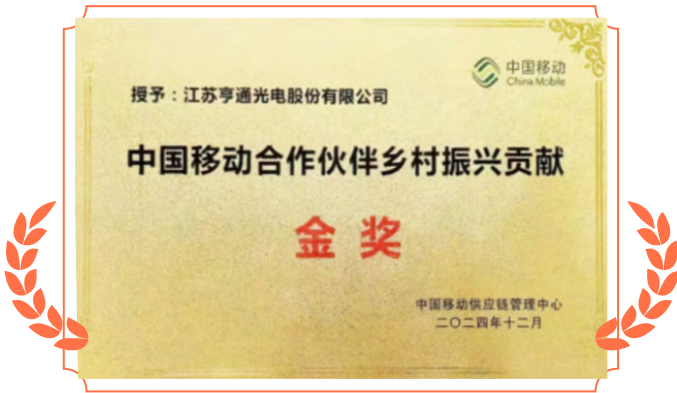 中国移动
China Mobile
授予：江苏亨通光电股份有限公司
中国移动合作伙伴乡村振兴贡献
金奖
中国移动供应链管理中心
二〇二四年十二月